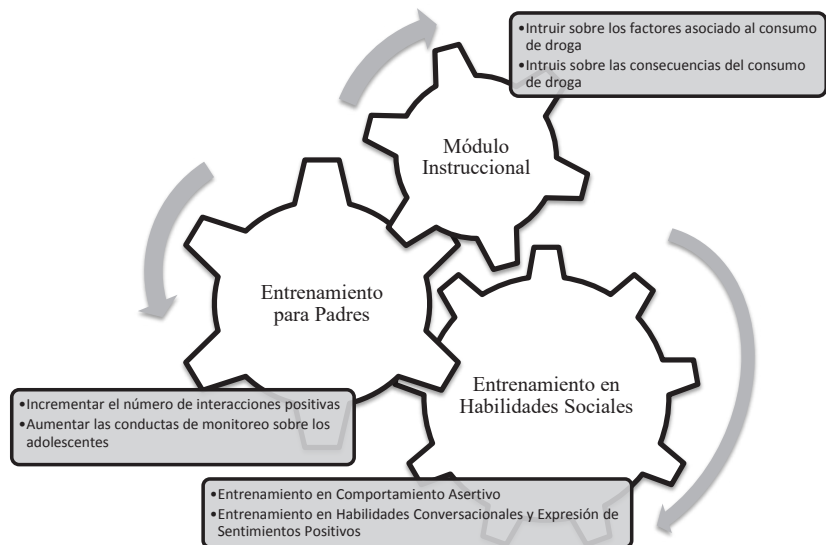 •Intruir sobre los factores asociado al consumo
de droga
•Intruis sobre las consecuencias del consumo
de droga
Módulo
Instruccional
Entrenamiento
para Padres
Entrenamiento en
Habilidades Sociales
•Incrementar el número de interacciones positivas
•Aumentar las conductas de monitoreo sobre los
adolescentes
•Entrenamiento en Comportamiento Asertivo
•Entrenamiento en Habilidades Conversacionales y Expresión de
Sentimientos Positivos